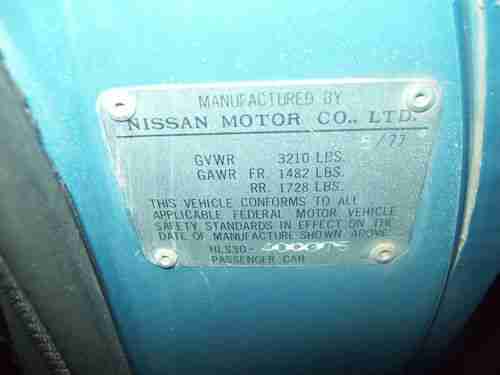 MANUFACTURED BY
NISSAN MOTOR CO., LTD.
/77
GVWR 3210 LBS.
GAWR FR. 1482 LBS.
RR. 1728 LBS.
THIS VEHICLE CONFORMS TO ALL
APPLICABLE FEDERAL MOTOR VEHICLE
SAFETY STANDARDS IN EFFECT ON THE
DATE OF MANUFACTURE SHOWN ABOVE
HLS30-
PASSENGER CAR